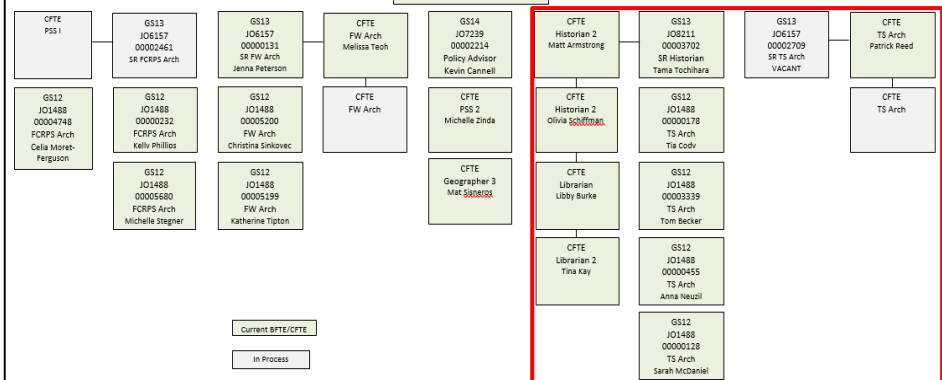 CFTE
PSS I
GS13
JO6157
00002461
SR FCRPS Arch
GS13
JO6157
00000131
SR FW Arch
Jenna Peterson
CFTE
FW Arch
Melissa Teoh
GS14
JO7239
00002214
Policy Advisor
Kevin Cannell
CFTE
Historian 2
Matt Armstrong
GS13
JO8211
00003702
SR Historian
Tama Tochihara
GS13
JO6157
00002709
SR TS Arch
VACANT
CFTE
TS Arch
Patrick Reed
GS12
JO1488
00004748
FCRPS Arch
Celia Moret-
Ferguson
GS12
JO1488
00000232
FCRPS Arch
Kelly Phillips
GS12
JO1488
00005200
FW Arch
Christina Sinkovec
CFTE
FW Arch
CFTE
PSS 2
Michelle Zinda
CFTE
Historian 2
Olivia Schiffman
GS12
JO1488
00000178
TS Arch
Tia Cody
CFTE
TS Arch
GS12
JO1488
00005680
FCRPS Arch
Michelle Stegner
GS12
JO1488
00005199
FW Arch
Katherine Tipton
CFTE
Geographer 3
Mat Sisneros
CFTE
Librarian
Libby Burke
GS12
JO1488
00003339
TS Arch
Tom Becker
CFTE
Librarian 2
Tina Kay
GS12
JO1488
00000455
TS Arch
Anna Neuzil
GS12
JO1488
00000128
TS Arch
Sarah McDaniel
Current BFTE/CFTE
In Process